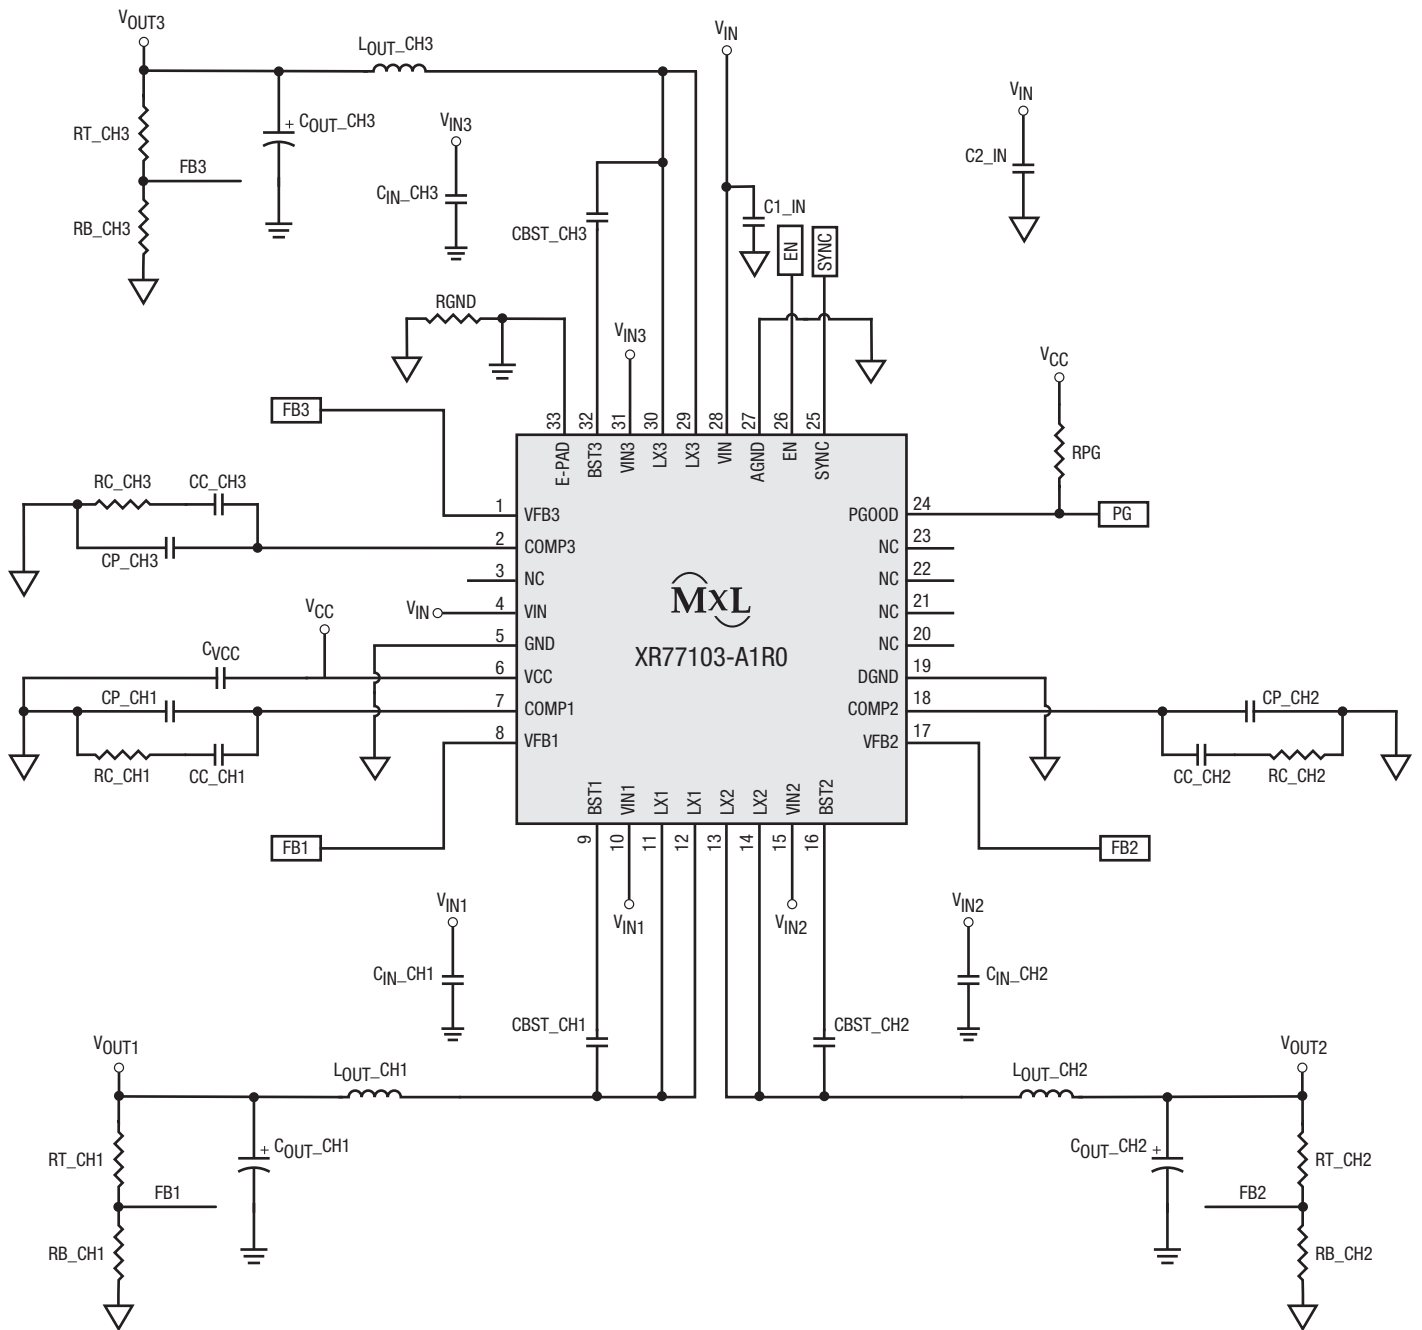 VOUT3
LOUT_CH3
VIN
VIN
RT_CH3
+
COUT_CH3
VIN3
C2_IN
FB3
CIN_CH3
C1_IN
RB_CH3
CBST_CH3
EN
SYNC
RGND
VIN3
VCC
FB3
33
32
31
30
29
28
27
26
25
E-PAD
BST3
VIN3
LX3
LX3
VIN
AGND
EN
SYNC
RPG
RC_CH3
CC_CH3
1
VFB3
PGOOD
24
PG
2
COMP3
NC
23
CP_CH3
3
NC
NC
22
VIN
4
VIN
MXL
NC
21
VCC
5
GND
NC
20
CVCC
XR77103-A1R0
6
VCC
DGND
19
CP_CH1
7
COMP1
COMP2
18
CP_CH2
8
VFB1
VFB2
17
RC_CH1
CC_CH1
CC_CH2
RC_CH2
BST1
VIN1
LX1
LX1
LX2
LX2
VIN2
BST2
9
10
11
12
13
14
15
16
FB1
FB2
VIN1
VIN1
VIN2
VIN2
CIN_CH1
CIN_CH2
CBST_CH1
CBST_CH2
VOUT1
LOUT_CH1
LOUT_CH2
VOUT2
RT_CH1
+
COUT_CH1
COUT_CH2
+
RT_CH2
FB1
FB2
RB_CH1
RB_CH2